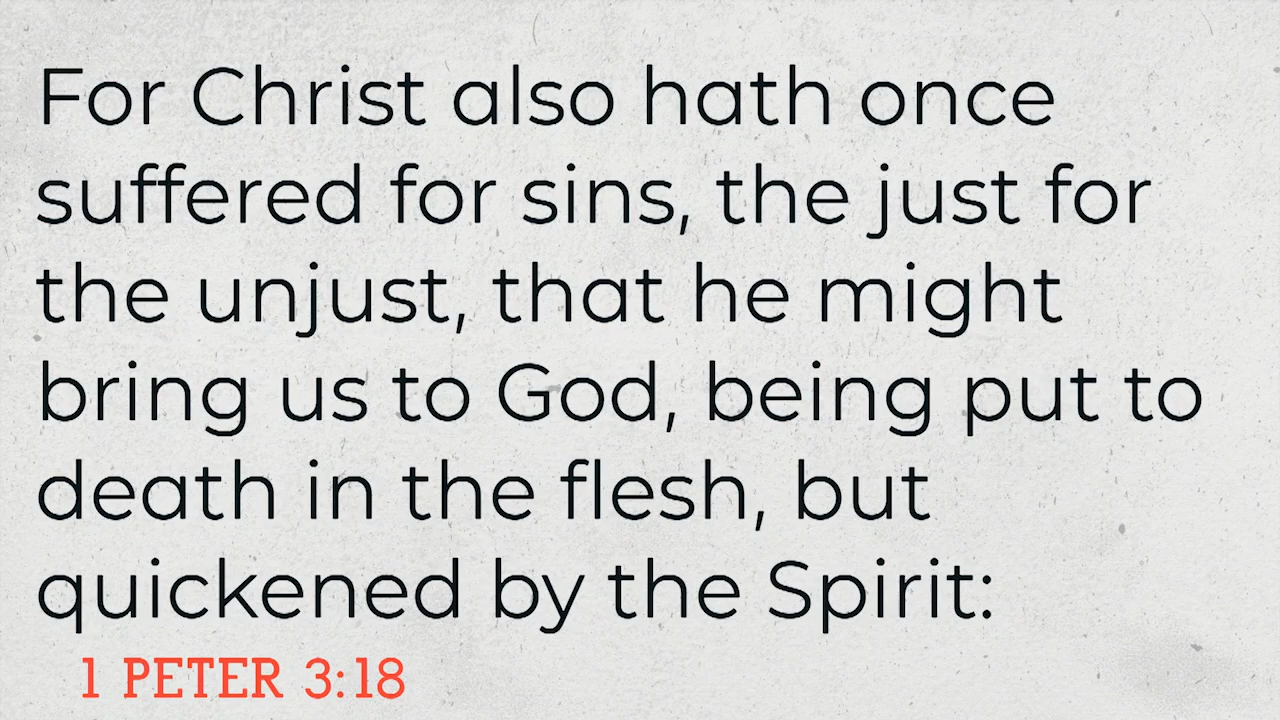 For Christ also hath once
suffered for sins, the just for
the unjust, that he might
bring us to God, being put to
death in the flesh, but
quickened by the Spirit:
1 PETER 3:18